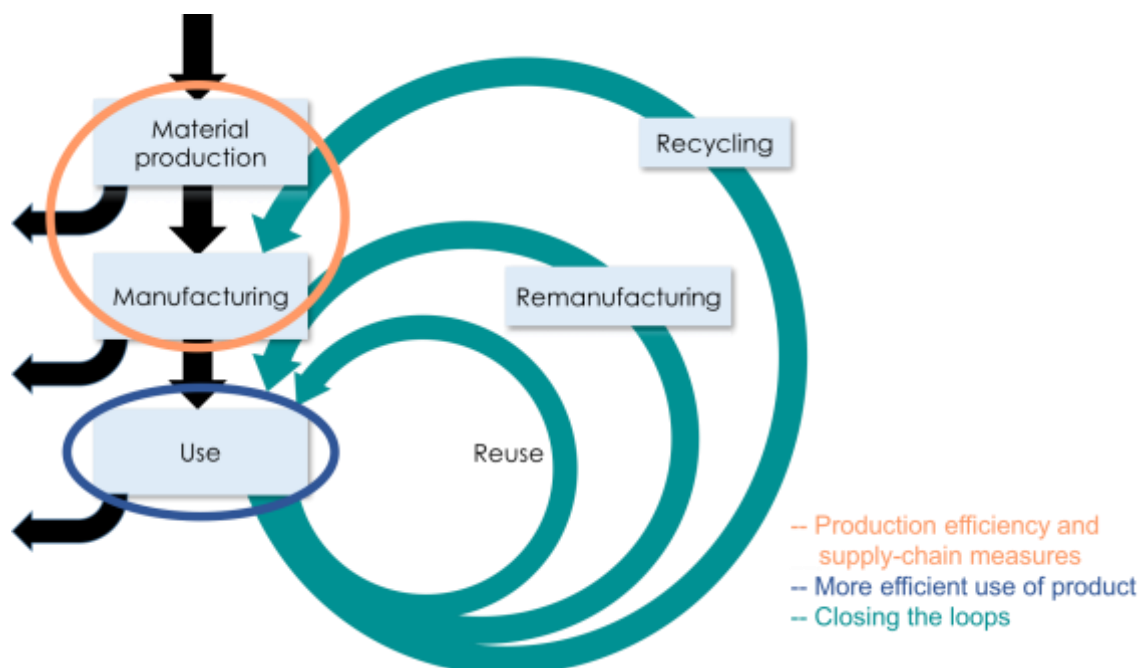 Material
production
Recycling
Manufacturing
Remanufacturing
Use
Reuse
-- Production efficiency and
supply-chain measures
-- More efficient use of product
-- Closing the loops